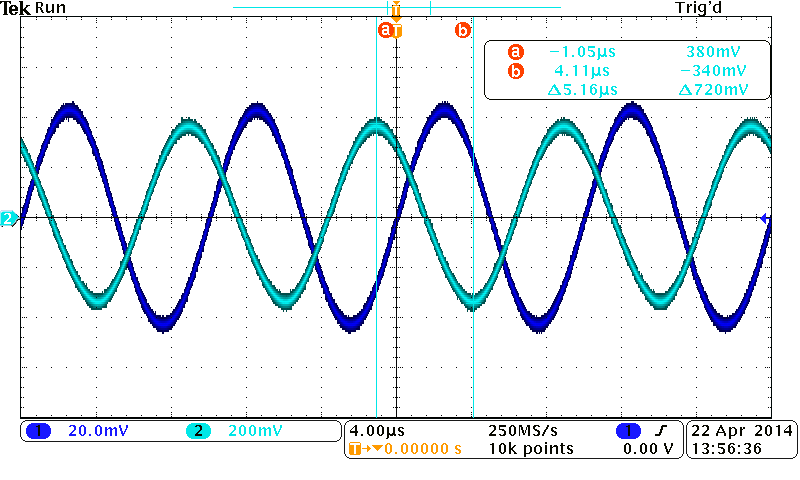 Tek Run Trig'd
T
a T b
a −1.05µs 380mV
b 4.11µs −340mV
Δ5.16µs Δ720mV
2
1 20.0mV 2 200mV 4.00µs 250MS/s 1 0.00 V 22 Apr 2014
T→▼0.00000 s 10k points 13:56:36